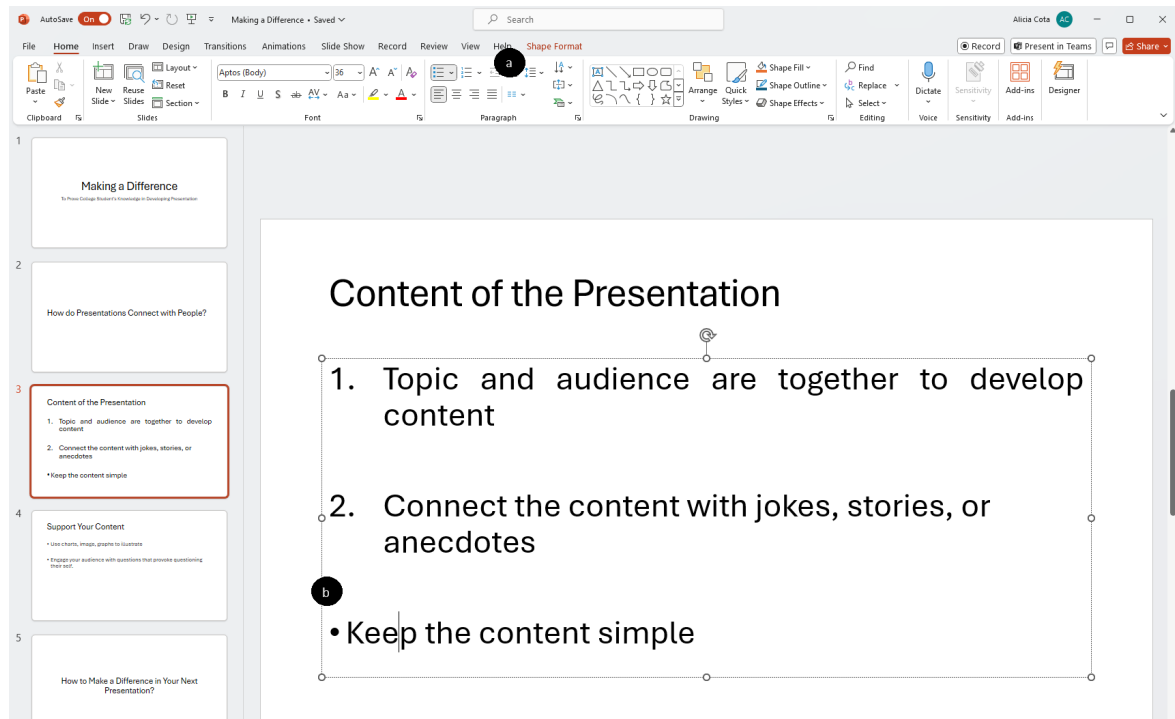 AutoSave On Making a Difference • Saved Search Alicia Cota AC
File Home Insert Draw Design Transitions Animations Slide Show Record Review View Help Shape Format Record Present in Teams Share
Paste
New Slide
Reuse Slides
Layout
Reset
Section
Aptos (Body) 36
B I U S ab AV Aa A
Arrange
Quick Styles
Shape Fill
Shape Outline
Shape Effects
Find
Replace
Select
Dictate
Sensitivity
Add-ins
Designer
Clipboard Slides Font Paragraph Drawing Editing Voice Sensitivity Add-ins
a
1
Making a Difference
To Prove College Student's Knowledge in Developing Presentation
2
How do Presentations Connect with People?
3
Content of the Presentation
1. Topic and audience are together to develop
content
2. Connect the content with jokes, stories, or
anecdotes
•Keep the content simple
4
Support Your Content
• Use charts, image, graphs to illustrate
• Engage your audience with questions that provoke questioning
their self.
5
How to Make a Difference in Your Next
Presentation?
Content of the Presentation
1. Topic and audience are together to develop
content
2. Connect the content with jokes, stories, or
anecdotes
b
• Keep the content simple